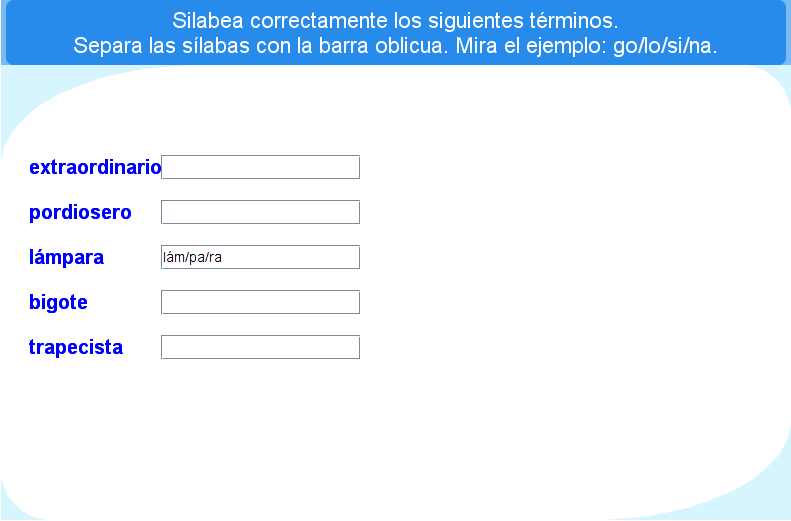 Silabea correctamente los siguientes términos.
Separa las sílabas con la barra oblicua. Mira el ejemplo: go/lo/si/na.
extraordinario
pordiosero
lámpara lám/pa/ra
bigote
trapecista